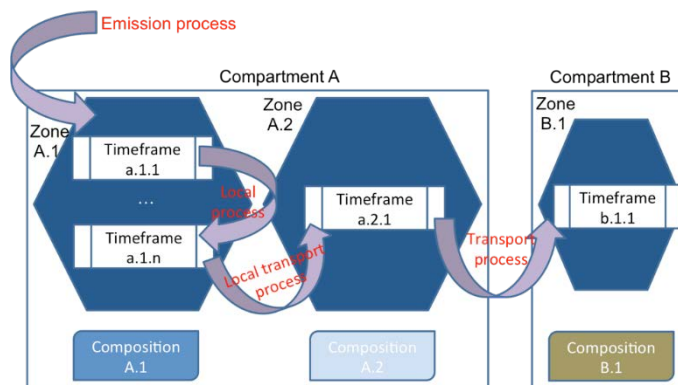 Emission process
Compartment A
Compartment B
Zone
A.1
Zone
A.2
Zone
B.1
Timeframe
a.1.1
...
Timeframe
a.1.n
Local
process
Timeframe
a.2.1
Local transport
process
Transport
process
Timeframe
b.1.1
Composition
A.1
Composition
A.2
Composition
B.1